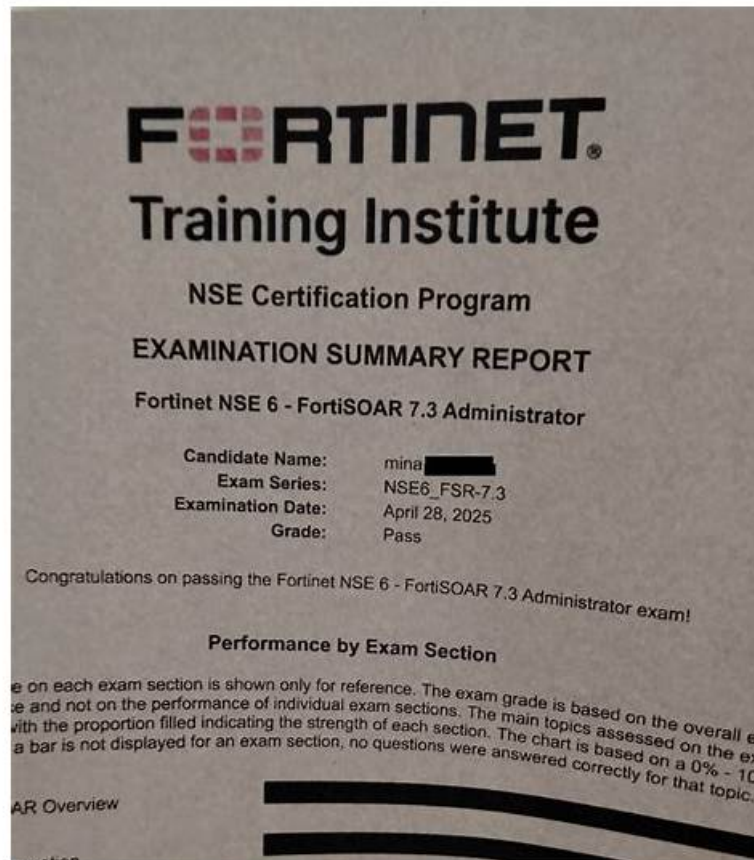 FORTINET®
Training Institute
NSE Certification Program
EXAMINATION SUMMARY REPORT
Fortinet NSE 6 - FortiSOAR 7.3 Administrator
Candidate Name: mina
Exam Series: NSE6_FSR-7.3
Examination Date: April 28, 2025
Grade: Pass
Congratulations on passing the Fortinet NSE 6 - FortiSOAR 7.3 Administrator exam!
Performance by Exam Section
e on each exam section is shown only for reference. The exam grade is based on the overall e
e and not on the performance of individual exam sections. The main topics assessed on the ex
with the proportion filled indicating the strength of each section. The chart is based on a 0% - 10
a bar is not displayed for an exam section, no questions were answered correctly for that topic.
AR Overview